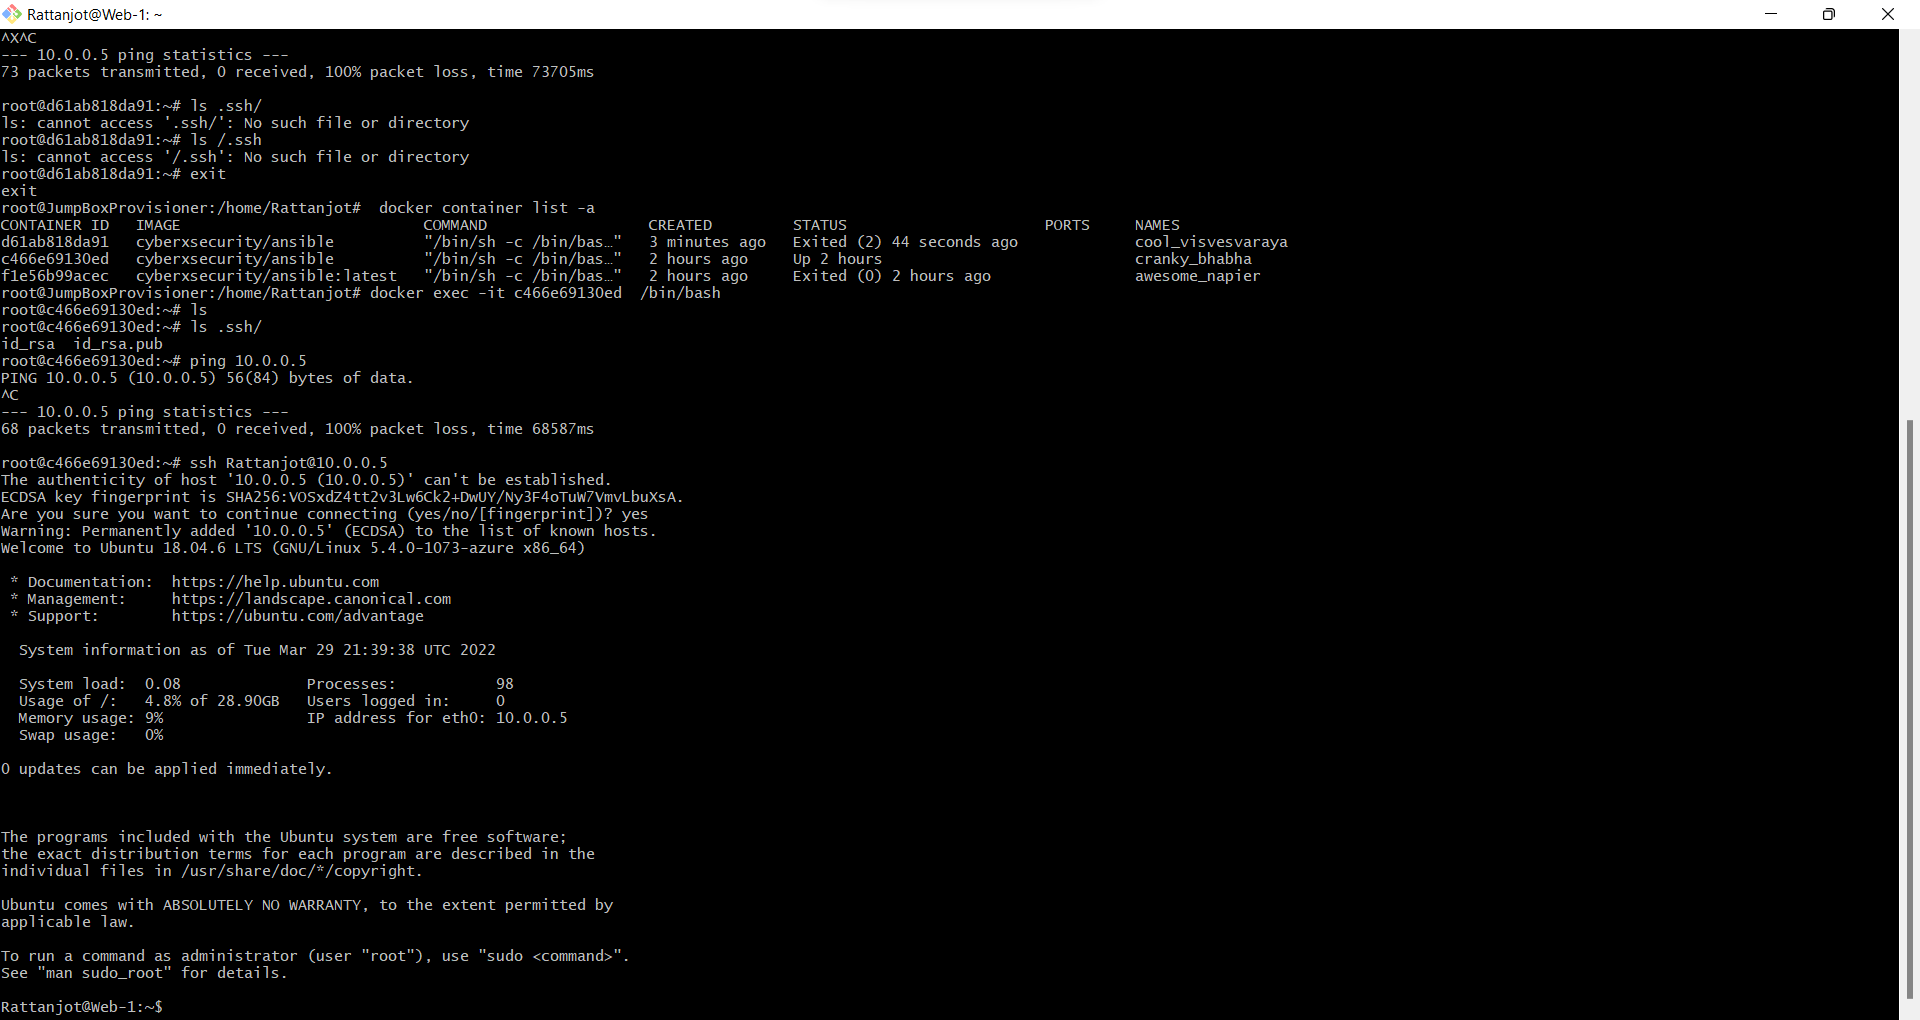 Rattanjot@Web-1: ~
^X^C
--- 10.0.0.5 ping statistics ---
73 packets transmitted, 0 received, 100% packet loss, time 73705ms
root@d61ab818da91:~# ls .ssh/
ls: cannot access '.ssh/': No such file or directory
root@d61ab818da91:~# ls /.ssh
ls: cannot access '/.ssh': No such file or directory
root@d61ab818da91:~# exit
exit
root@JumpBoxProvisioner:/home/Rattanjot#  docker container list -a
CONTAINER ID   IMAGE                           COMMAND                  CREATED         STATUS                      PORTS     NAMES
d61ab818da91   cyberxsecurity/ansible          "/bin/sh -c /bin/bas…"   3 minutes ago   Exited (2) 44 seconds ago             cool_visvesvaraya
c466e69130ed   cyberxsecurity/ansible          "/bin/sh -c /bin/bas…"   2 hours ago     Up 2 hours                            cranky_bhabha
f1e56b99acec   cyberxsecurity/ansible:latest   "/bin/sh -c /bin/bas…"   2 hours ago     Exited (0) 2 hours ago                awesome_napier
root@JumpBoxProvisioner:/home/Rattanjot# docker exec -it c466e69130ed  /bin/bash
root@c466e69130ed:~# ls
root@c466e69130ed:~# ls .ssh/
id_rsa  id_rsa.pub
root@c466e69130ed:~# ping 10.0.0.5
PING 10.0.0.5 (10.0.0.5) 56(84) bytes of data.
^C
--- 10.0.0.5 ping statistics ---
68 packets transmitted, 0 received, 100% packet loss, time 68587ms
root@c466e69130ed:~# ssh Rattanjot@10.0.0.5
The authenticity of host '10.0.0.5 (10.0.0.5)' can't be established.
ECDSA key fingerprint is SHA256:VOSxdZ4tt2v3Lw6Ck2+DwUY/Ny3F4oTuW7VmvLbuXsA.
Are you sure you want to continue connecting (yes/no/[fingerprint])? yes
Warning: Permanently added '10.0.0.5' (ECDSA) to the list of known hosts.
Welcome to Ubuntu 18.04.6 LTS (GNU/Linux 5.4.0-1073-azure x86_64)
 * Documentation:  https://help.ubuntu.com
 * Management:     https://landscape.canonical.com
 * Support:        https://ubuntu.com/advantage
  System information as of Tue Mar 29 21:39:38 UTC 2022
  System load:  0.08              Processes:           98
  Usage of /:   4.8% of 28.90GB   Users logged in:     0
  Memory usage: 9%                IP address for eth0: 10.0.0.5
  Swap usage:   0%
0 updates can be applied immediately.
The programs included with the Ubuntu system are free software;
the exact distribution terms for each program are described in the
individual files in /usr/share/doc/*/copyright.
Ubuntu comes with ABSOLUTELY NO WARRANTY, to the extent permitted by
applicable law.
To run a command as administrator (user "root"), use "sudo <command>".
See "man sudo_root" for details.
Rattanjot@Web-1:~$